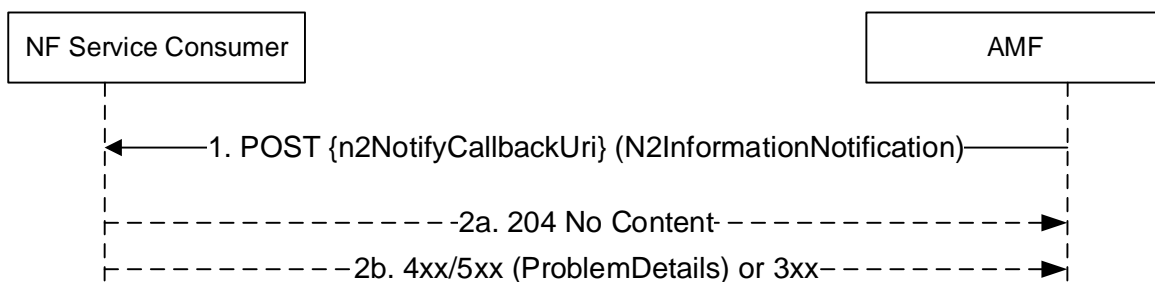 NF Service Consumer
AMF
1. POST {n2NotifyCallbackUri} (N2InformationNotification)
2a. 204 No Content
2b. 4xx/5xx (ProblemDetails) or 3xx